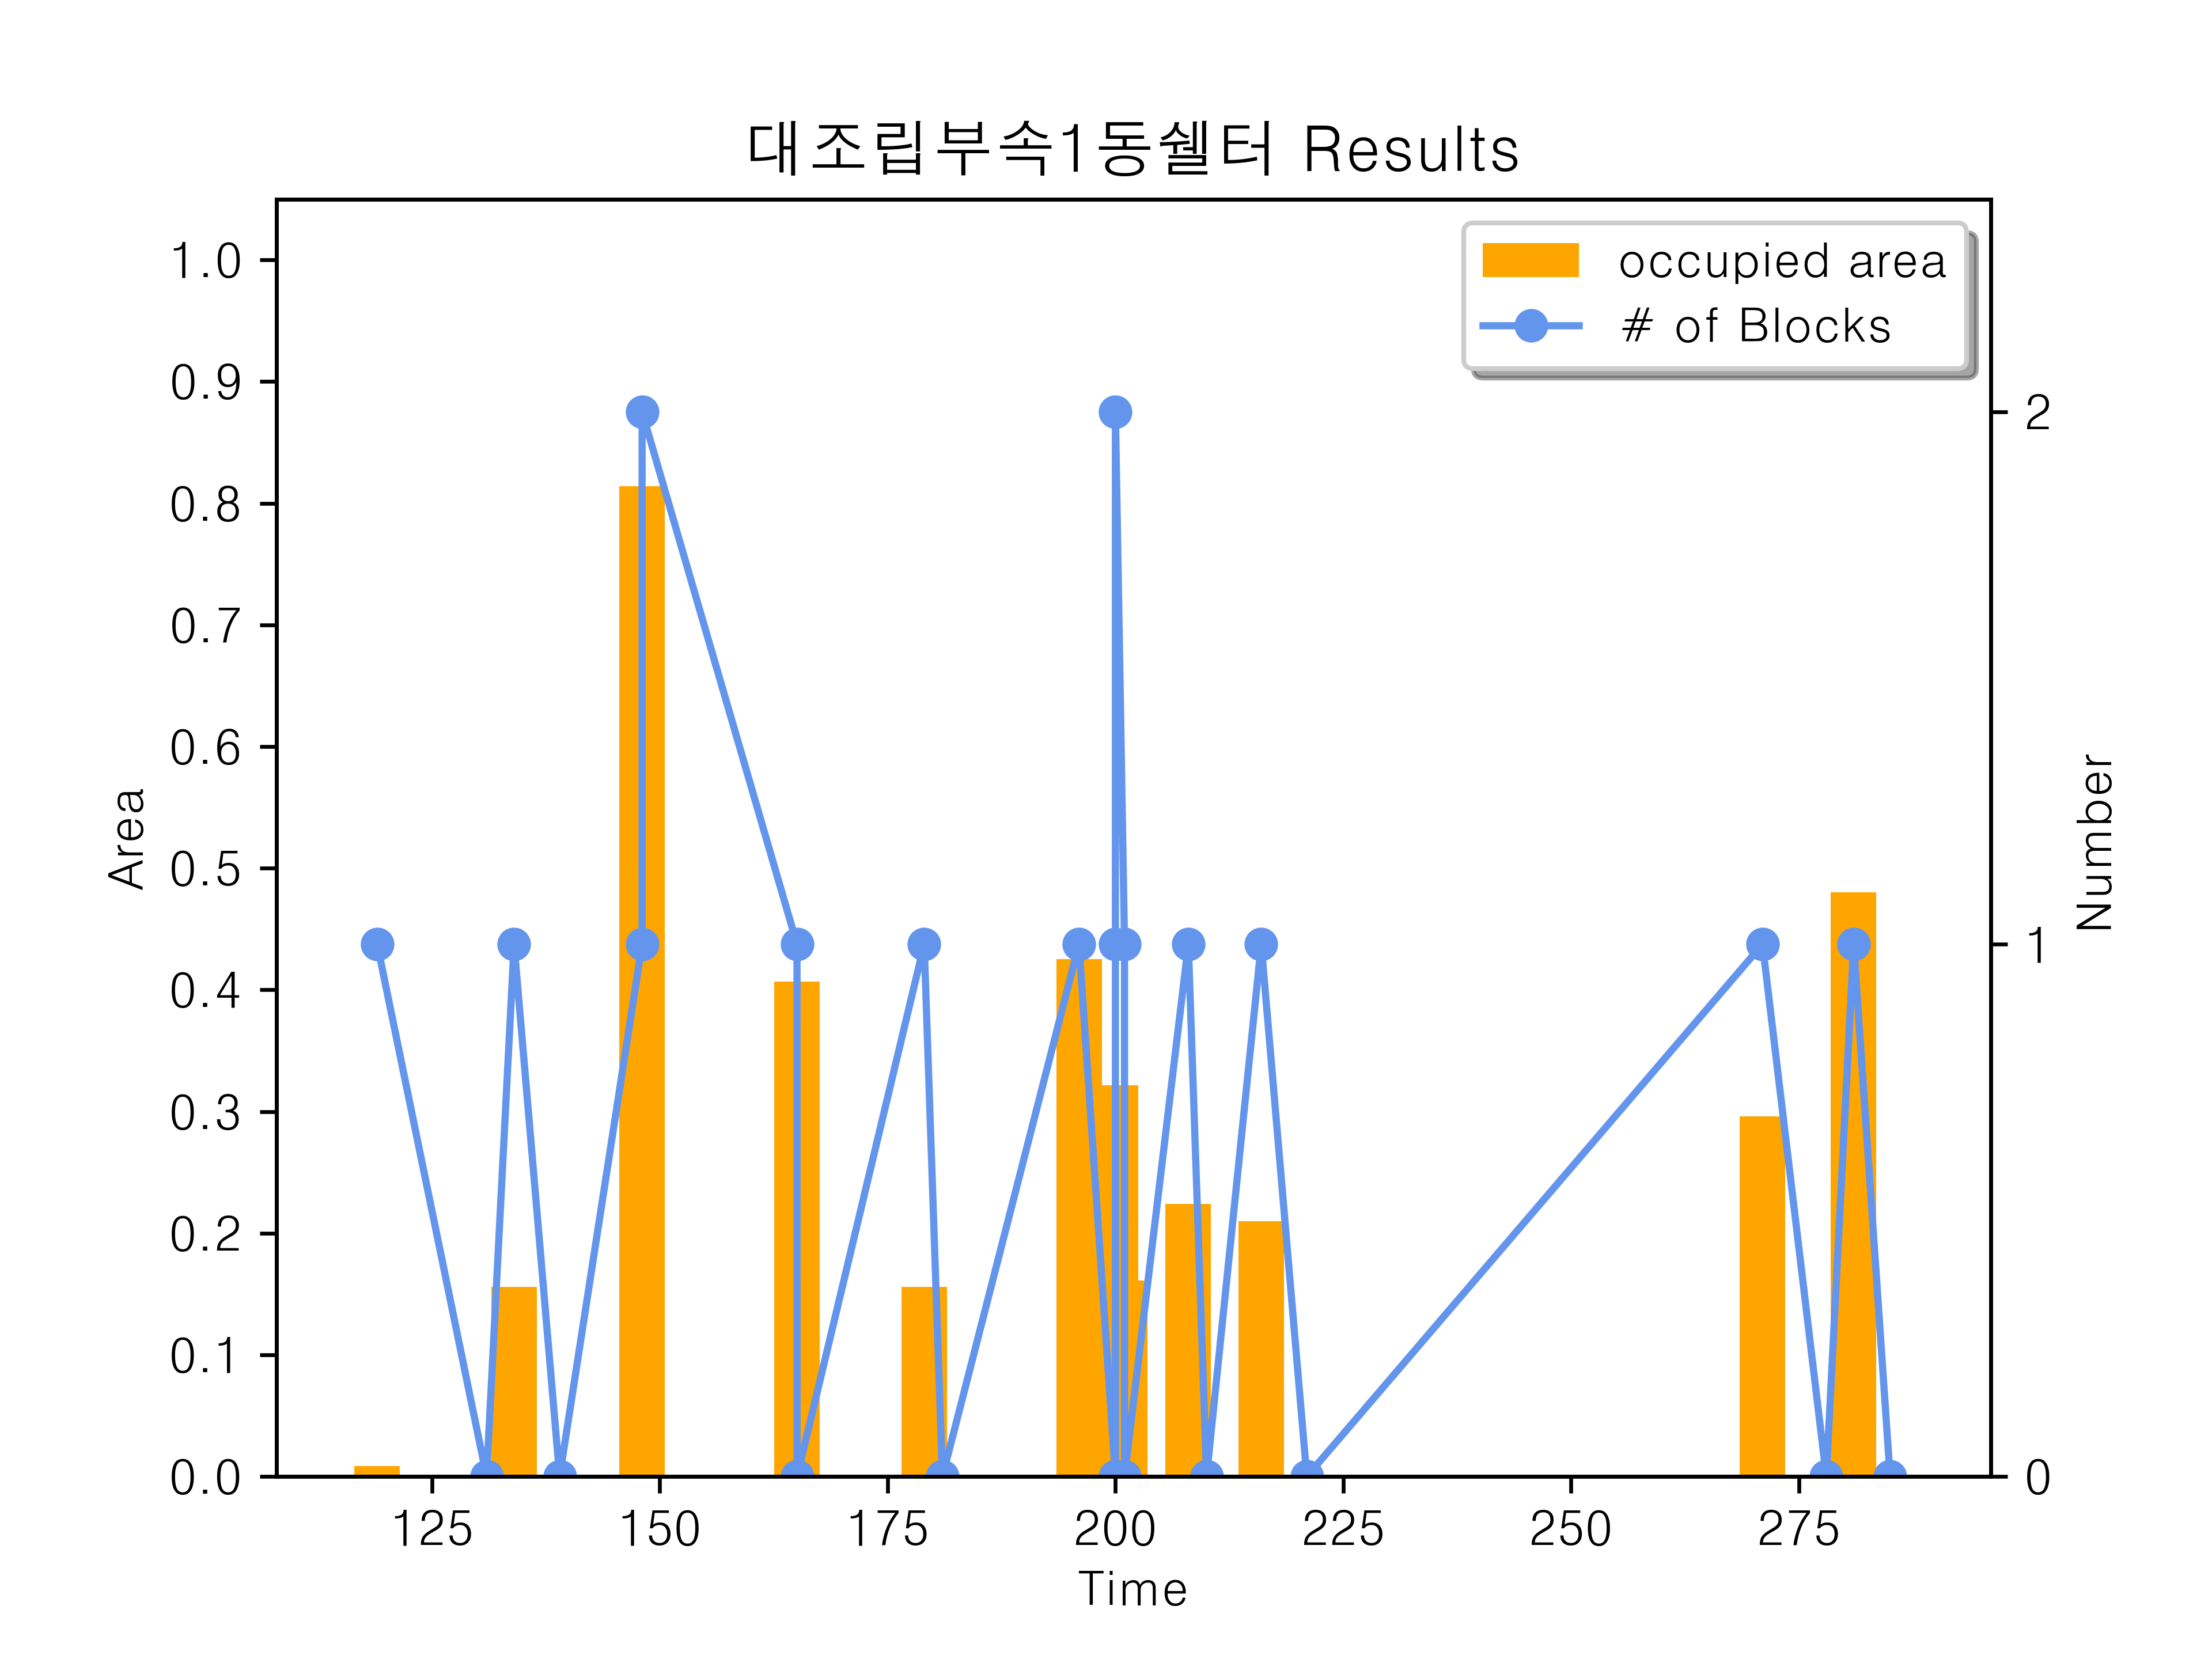 대조립부속1동쉘터 Results
occupied area
# of Blocks
1.0
0.9
0.8
0.7
0.6
0.5
0.4
0.3
0.2
0.1
0.0
Area
2
1
0
Number
125 150 175 200 225 250 275
Time